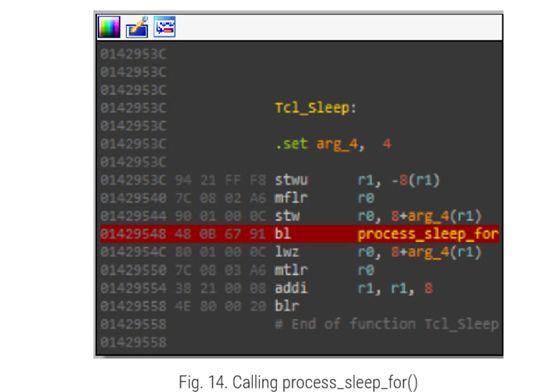 0142953C
0142953C
0142953C
0142953C Tcl_Sleep:
0142953C
0142953C .set arg_4, 4
0142953C
0142953C 94 21 FF F8 stwu r1, -8(r1)
01429540 7C 08 02 A6 mflr r0
01429544 90 01 00 0C stw r0, 8+arg_4(r1)
01429548 48 0B 67 91 bl process_sleep_for
0142954C 80 01 00 0C lwz r0, 8+arg_4(r1)
01429550 7C 08 03 A6 mtlr r0
01429554 38 21 00 08 addi r1, r1, 8
01429558 4E 80 00 20 blr
01429558 # End of function Tcl_Sleep
01429558
Fig. 14. Calling process_sleep_for()